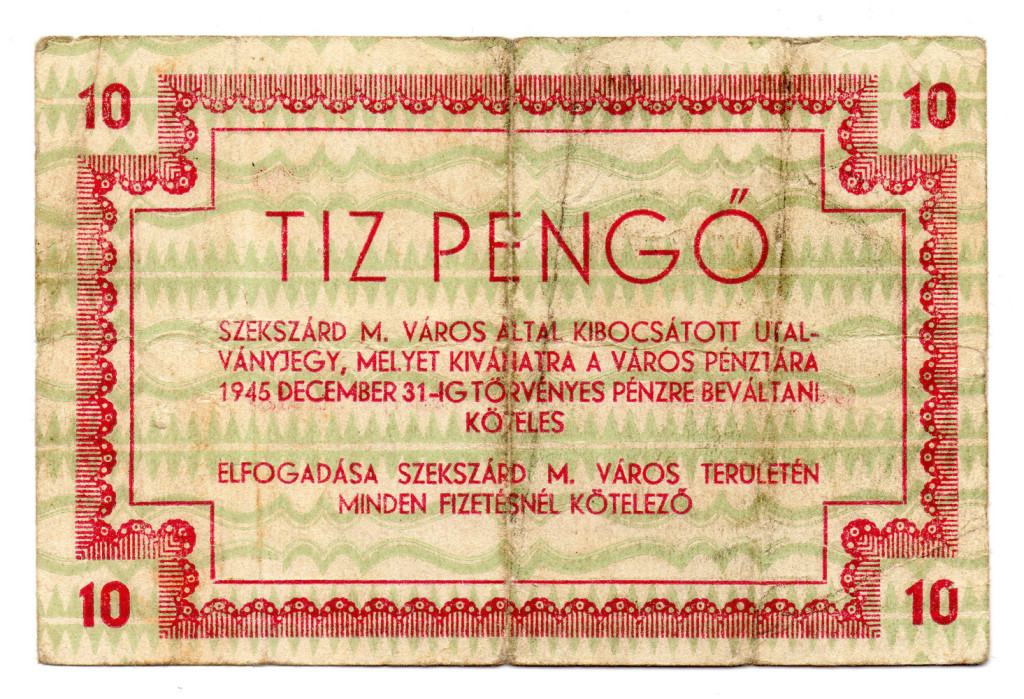 10 10
TIZ PENGŐ
SZEKSZÁRD M. VÁROS ÁLTAL KIBOCSÁTOTT UTAL-
VÁNYJEGY, MELYET KIVÁNATRA A VÁROS PÉNZTÁRA
1945 DECEMBER 31-IG TÖRVÉNYES PÉNZRE BEVÁLTANI
KÖTELES
ELFOGADÁSA SZEKSZÁRD M. VÁROS TERÜLETÉN
MINDEN FIZETÉSNÉL KÖTELEZŐ
10 10